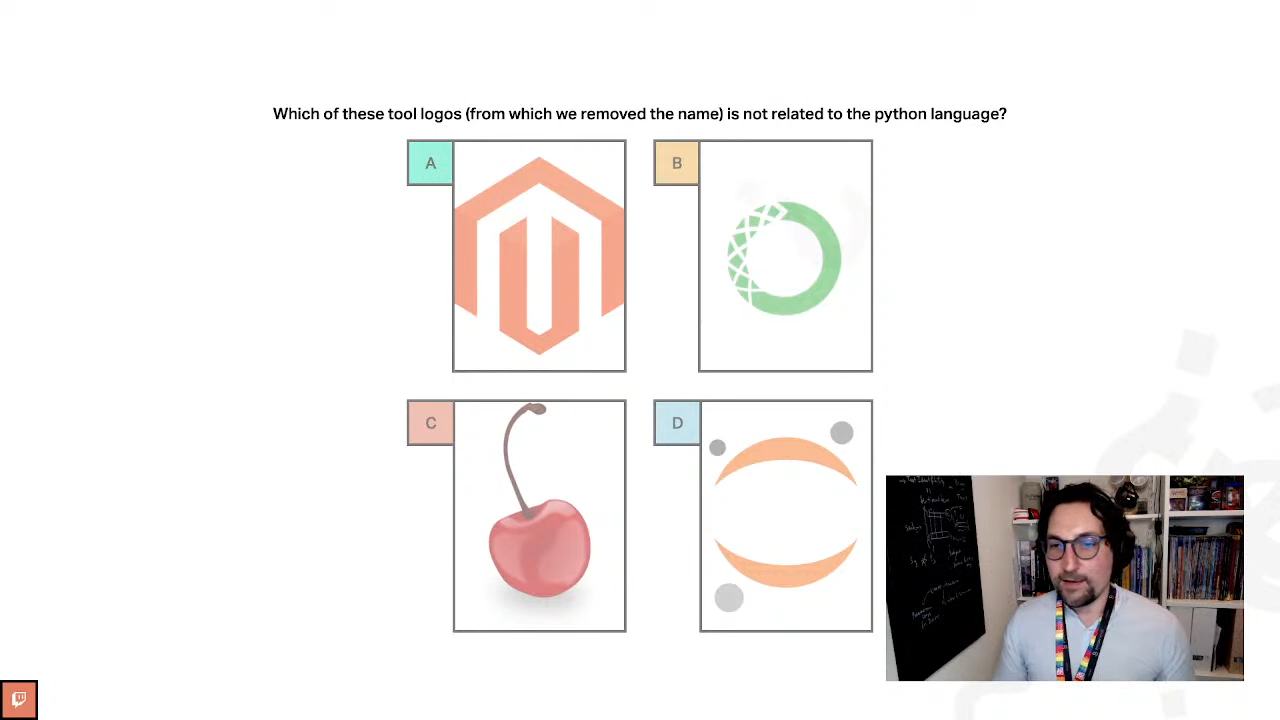 Which of these tool logos (from which we removed the name) is not related to the python language?
A
B
C
D